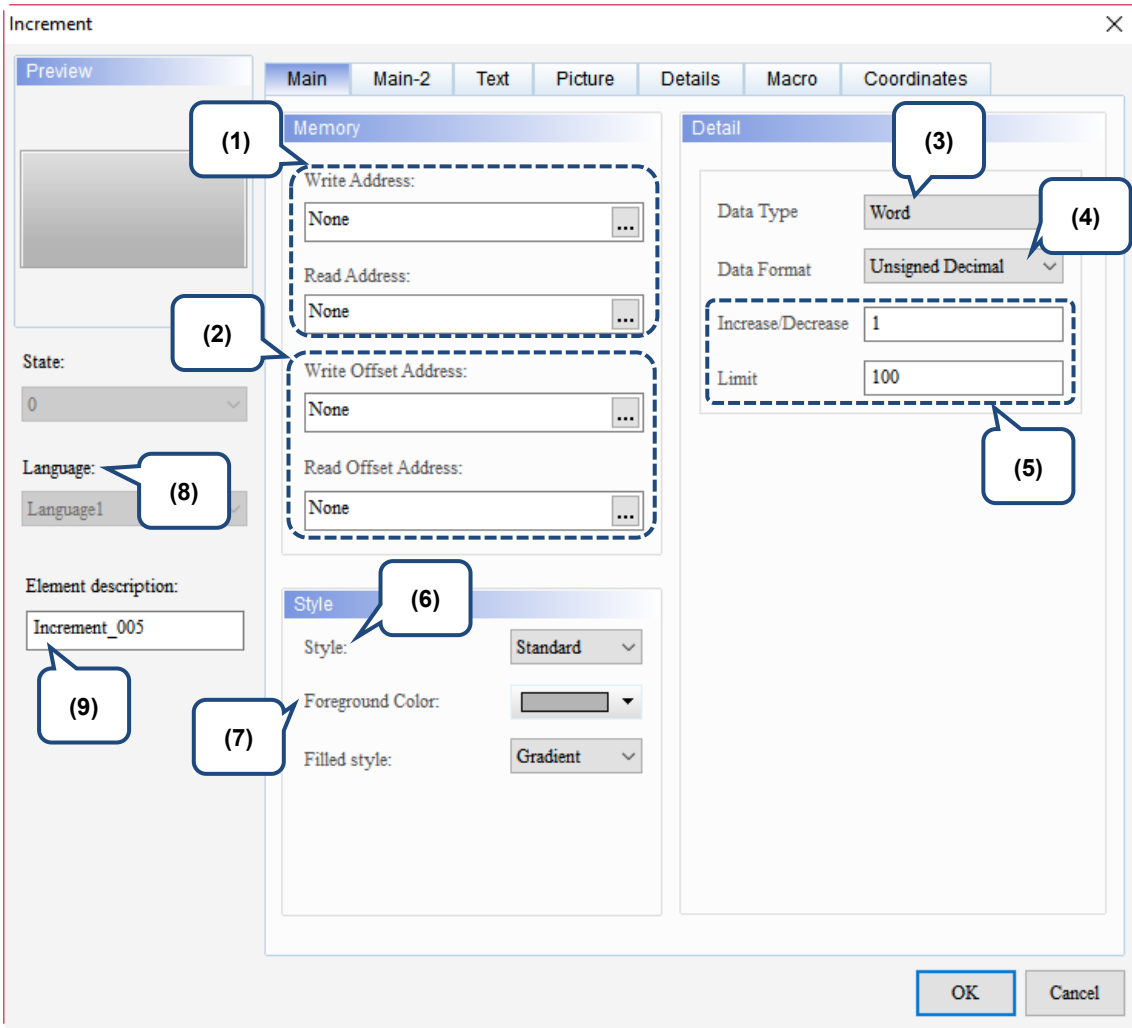 Increment
Preview
Main Main-2 Text Picture Details Macro Coordinates
(1)
Memory
Write Address:
None
...
Read Address:
None
...
(2)
Write Offset Address:
None
...
Read Offset Address:
None
...
Detail
(3)
Data Type Word
(4)
Data Format Unsigned Decimal
Increase/Decrease 1
Limit 100
(5)
State:
0
Language:
(8)
Language1
Element description:
Increment_005
(9)
Style
(6)
Style: Standard
Foreground Color:
(7)
Filled style: Gradient
OK Cancel